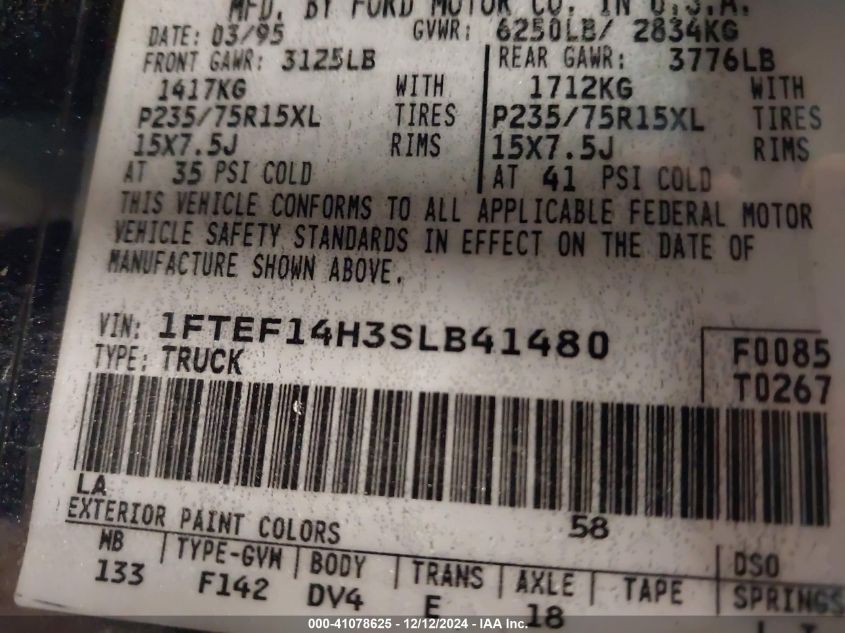 MFD. BY FORD MOTOR CO. IN U.S.A.
DATE: 03/95 GVWR: 6250LB/ 2834KG
FRONT GAWR: 3125LB REAR GAWR: 3776LB
1417KG WITH 1712KG WITH
P235/75R15XL TIRES P235/75R15XL TIRES
15X7.5J RIMS 15X7.5J RIMS
AT 35 PSI COLD AT 41 PSI COLD
THIS VEHICLE CONFORMS TO ALL APPLICABLE FEDERAL MOTOR
VEHICLE SAFETY STANDARDS IN EFFECT ON THE DATE OF
MANUFACTURE SHOWN ABOVE.
VIN: 1FTEF14H3SLB41480 F0085
TYPE: TRUCK T0267
LA 58
EXTERIOR PAINT COLORS DSO
WB TYPE-GVW BODY TRANS AXLE TAPE SPRINGS
133 F142 DV4 E 18
000-41078625 - 12/12/2024 - IAA Inc.